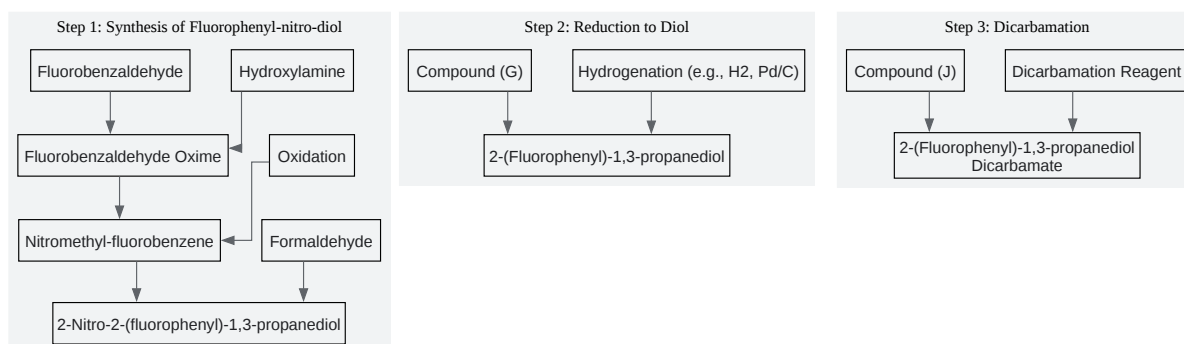 Step 1: Synthesis of Fluorophenyl-nitro-diol
Fluorobenzaldehyde
Hydroxylamine
Fluorobenzaldehyde Oxime
Oxidation
Nitromethyl-fluorobenzene
Formaldehyde
2-Nitro-2-(fluorophenyl)-1,3-propanediol
Step 2: Reduction to Diol
Compound (G)
Hydrogenation (e.g., H2, Pd/C)
2-(Fluorophenyl)-1,3-propanediol
Step 3: Dicarbamation
Compound (J)
Dicarbamation Reagent
2-(Fluorophenyl)-1,3-propanediol
Dicarbamate